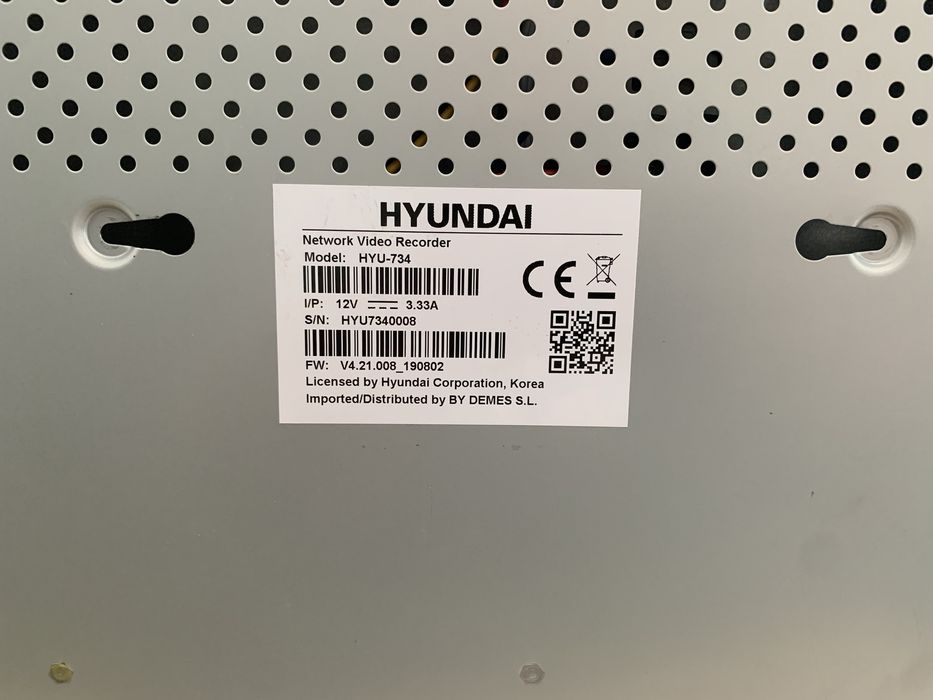 HYUNDAI
Network Video Recorder
Model: HYU-734
I/P: 12V ⎓ 3.33A
S/N: HYU7340008
FW: V4.21.008_190802
Licensed by Hyundai Corporation, Korea
Imported/Distributed by BY DEMES S.L.
CE